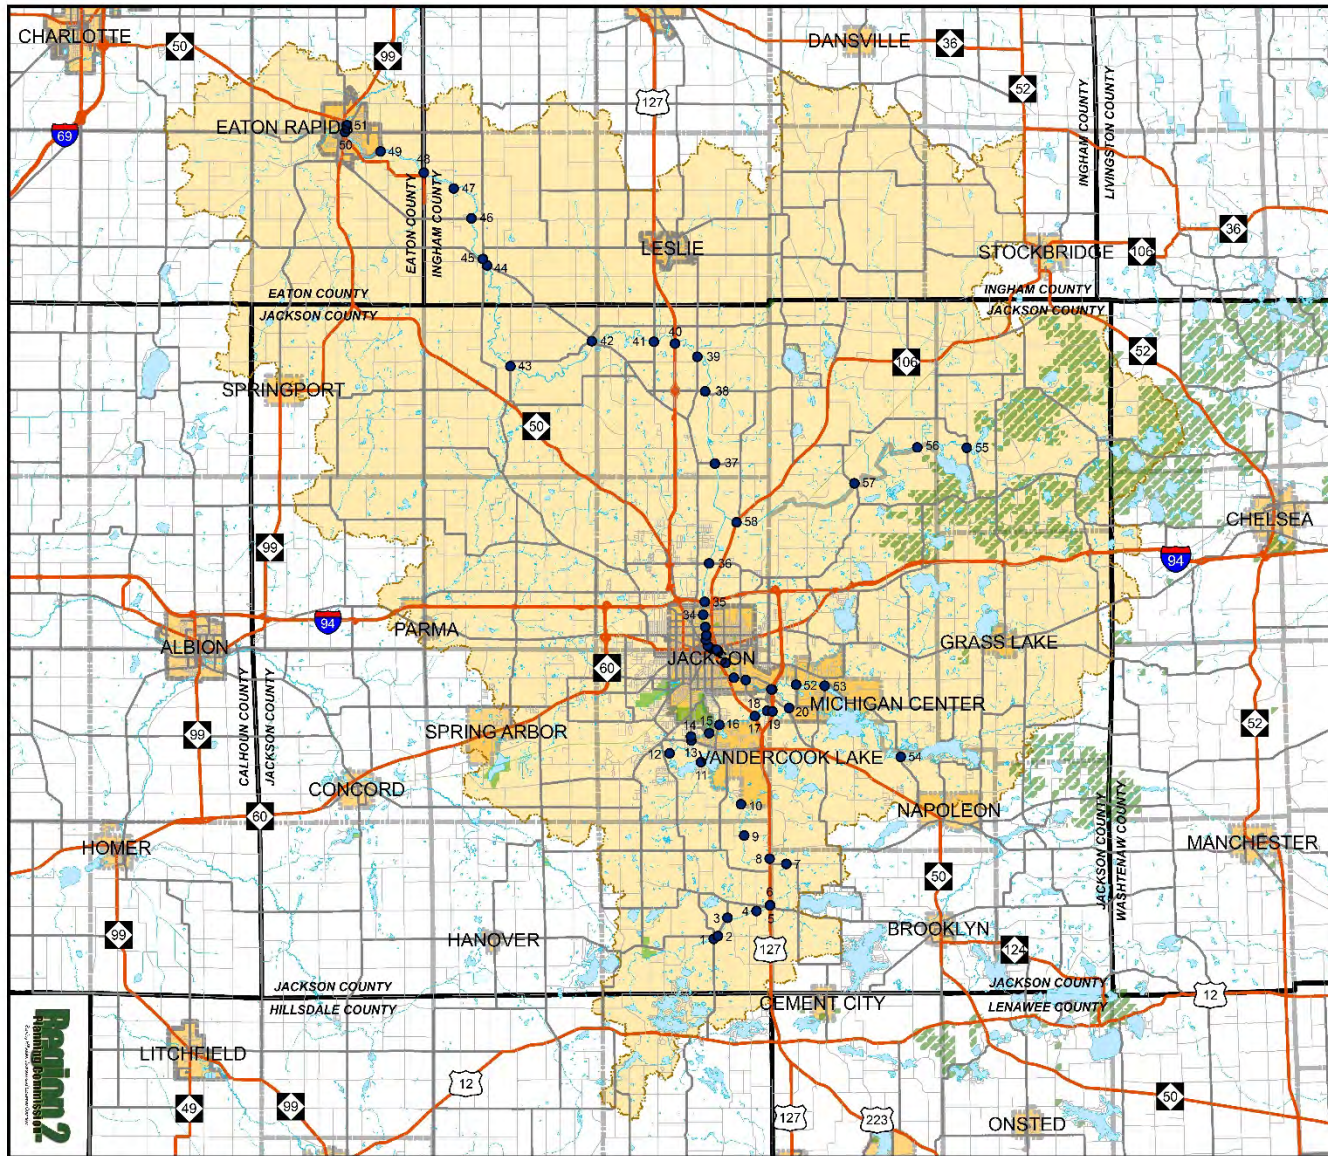 CHARLOTTE
50
99
127
DANSVILLE
36
52
69
EATON RAPIDS
51
50
49
48
47
46
45
44
EATON COUNTY
INGHAM COUNTY
INGHAM COUNTY
LIVINGSTON COUNTY
LESLIE
STOCKBRIDGE
106
36
EATON COUNTY
JACKSON COUNTY
INGHAM COUNTY
JACKSON COUNTY
43
42
41
40
39
38
106
52
SPRINGPORT
50
37
56
55
57
58
CHELSEA
99
36
94
94
35
34
PARMA
ALBION
JACKSON
GRASS LAKE
60
52
53
MICHIGAN CENTER
18
17
19
20
SPRING ARBOR
14
15
16
12
13
11
VANDERCOOK LAKE
54
99
52
CALHOUN COUNTY
JACKSON COUNTY
CONCORD
60
10
NAPOLEON
HOMER
9
8
7
MANCHESTER
50
JACKSON COUNTY
WASHTENAW COUNTY
6
5
4
3
2
1
99
HANOVER
127
BROOKLYN
124
JACKSON COUNTY
HILLSDALE COUNTY
CEMENT CITY
JACKSON COUNTY
LENAWEE COUNTY
12
Region 2
Planning Commission
LITCHFIELD
12
49
99
127
223
ONSTED
50